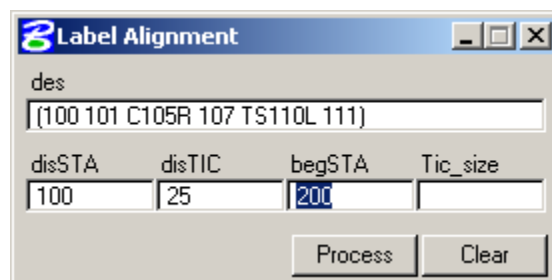 Label Alignment
des
(100 101 C105R 107 TS110L 111)
disSTA disTIC begSTA Tic_size
100 25 200
Process Clear